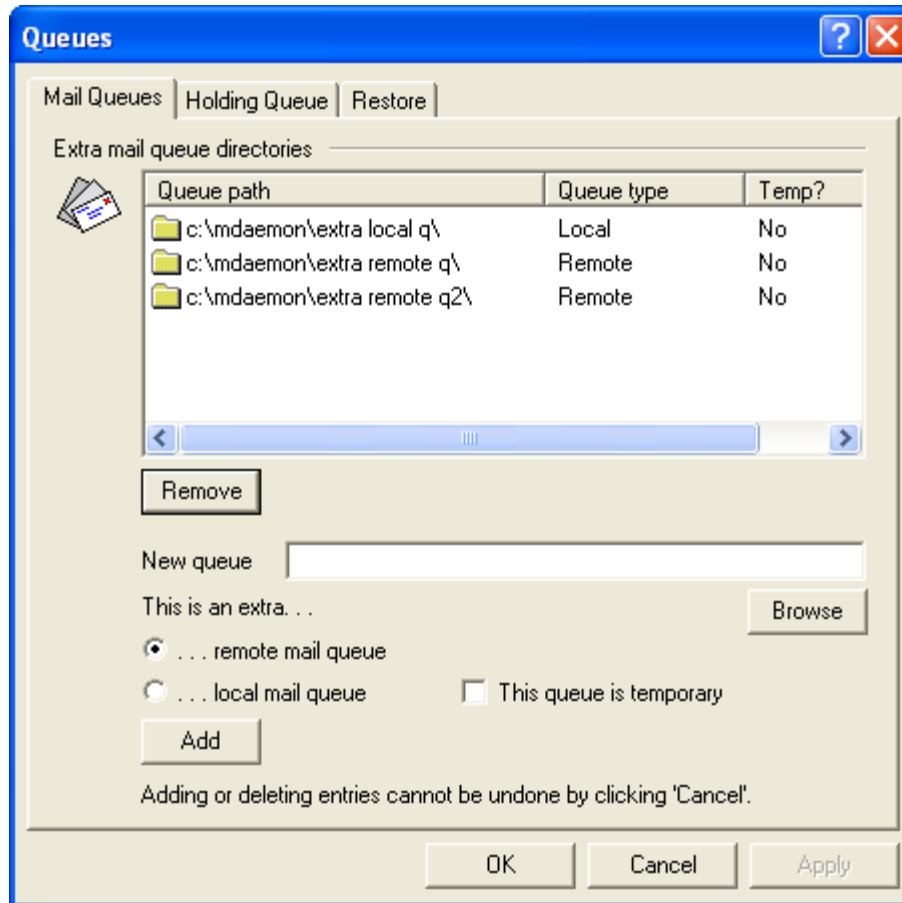 Queues
Mail Queues Holding Queue Restore
Extra mail queue directories
Queue path Queue type Temp?
c:\mdaemon\extra local q\ Local No
c:\mdaemon\extra remote q\ Remote No
c:\mdaemon\extra remote q2\ Remote No
Remove
New queue
This is an extra. . .
Browse
. . . remote mail queue
. . . local mail queue This queue is temporary
Add
Adding or deleting entries cannot be undone by clicking 'Cancel'.
OK Cancel Apply